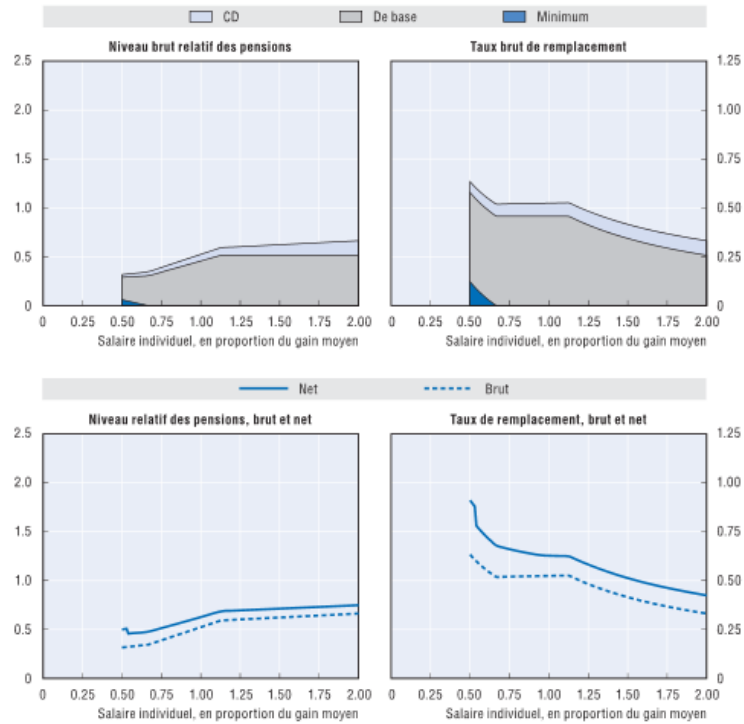 CD De base Minimum
Niveau brut relatif des pensions Taux brut de remplacement
2.5 1.25
2.0 1.00
1.5 0.75
1.0 0.50
0.5 0.25
0 0
0 0.25 0.50 0.75 1.00 1.25 1.50 1.75 2.00 0 0.25 0.50 0.75 1.00 1.25 1.50 1.75 2.00
Salaire individuel, en proportion du gain moyen Salaire individuel, en proportion du gain moyen
Net Brut
Niveau relatif des pensions, brut et net Taux de remplacement, brut et net
2.5 1.25
2.0 1.00
1.5 0.75
1.0 0.50
0.5 0.25
0 0
0 0.25 0.50 0.75 1.00 1.25 1.50 1.75 2.00 0 0.25 0.50 0.75 1.00 1.25 1.50 1.75 2.00
Salaire individuel, en proportion du gain moyen Salaire individuel, en proportion du gain moyen